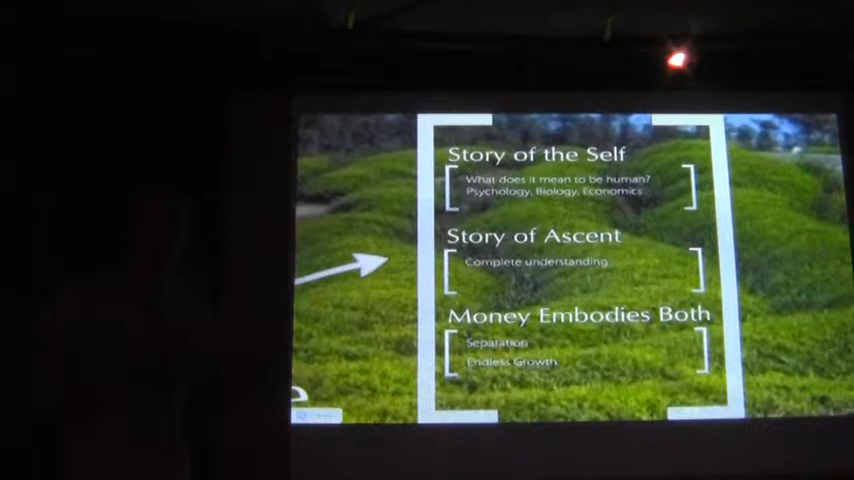 Story of the Self
What does it mean to be human?
Psychology, Biology, Economics
Story of Ascent
Complete understanding
Money Embodies Both
Separation
Endless Growth
e